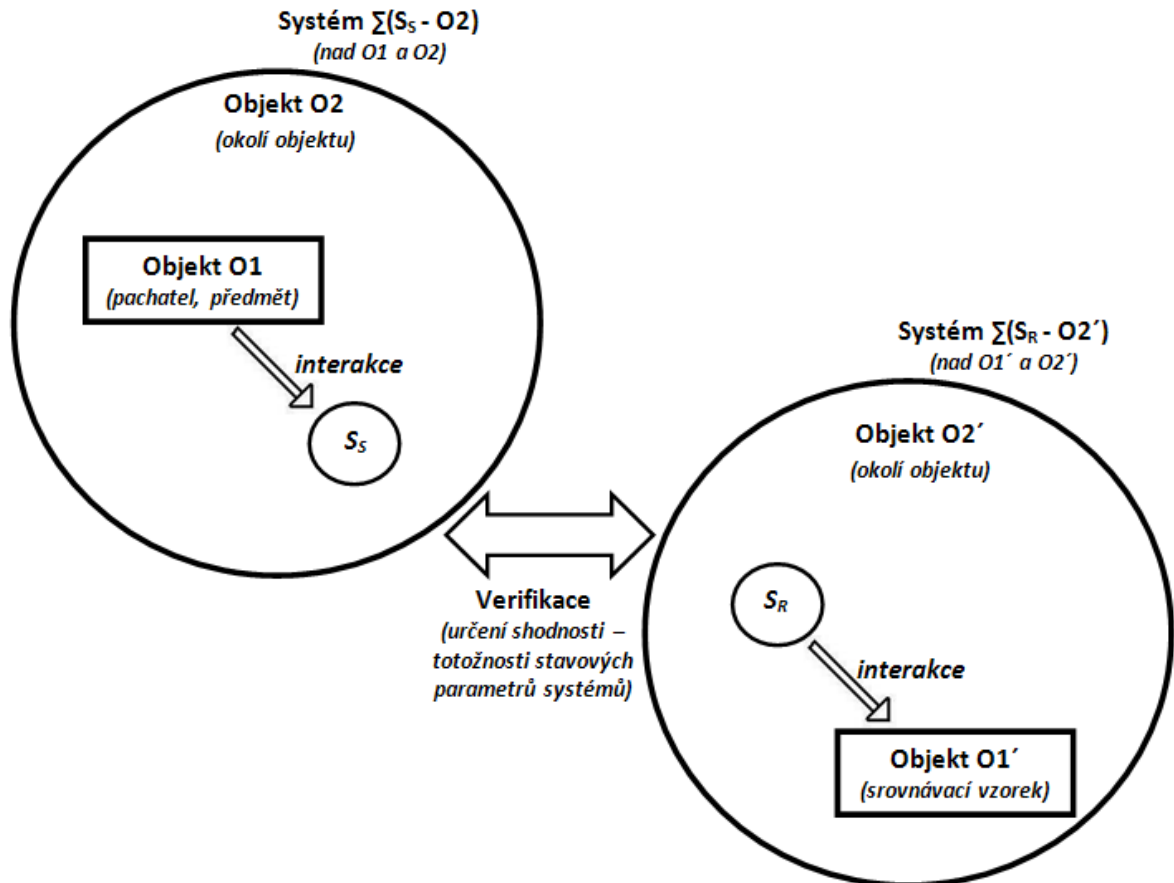 Systém ∑(S_S - O2)
(nad O1 a O2)
Objekt O2
(okolí objektu)
Objekt O1
(pachatel, předmět)
interakce
S_S
Systém ∑(S_R - O2´)
(nad O1´ a O2´)
Objekt O2´
(okolí objektu)
Verifikace
(určení shodnosti –
totožnosti stavových
parametrů systémů)
S_R
interakce
Objekt O1´
(srovnávací vzorek)